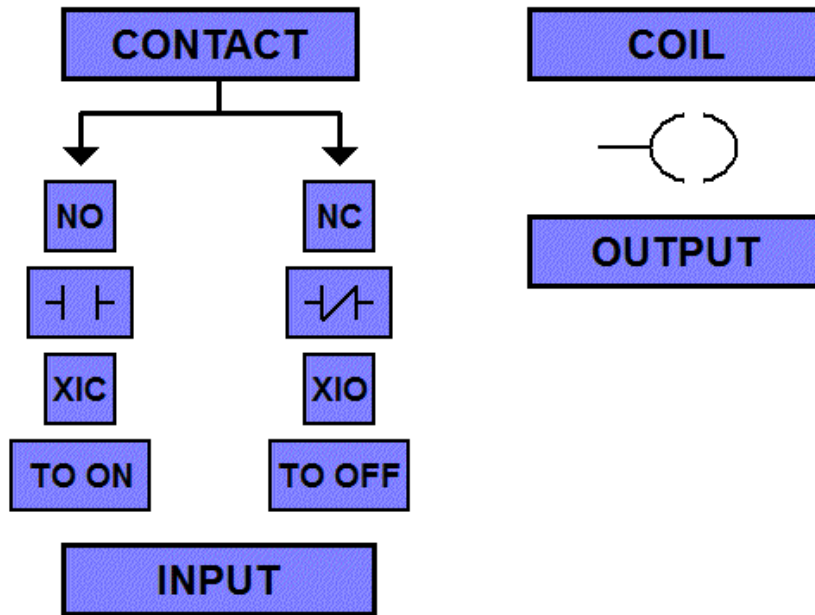 CONTACT
COIL
NO
NC
OUTPUT
XIC
XIO
TO ON
TO OFF
INPUT